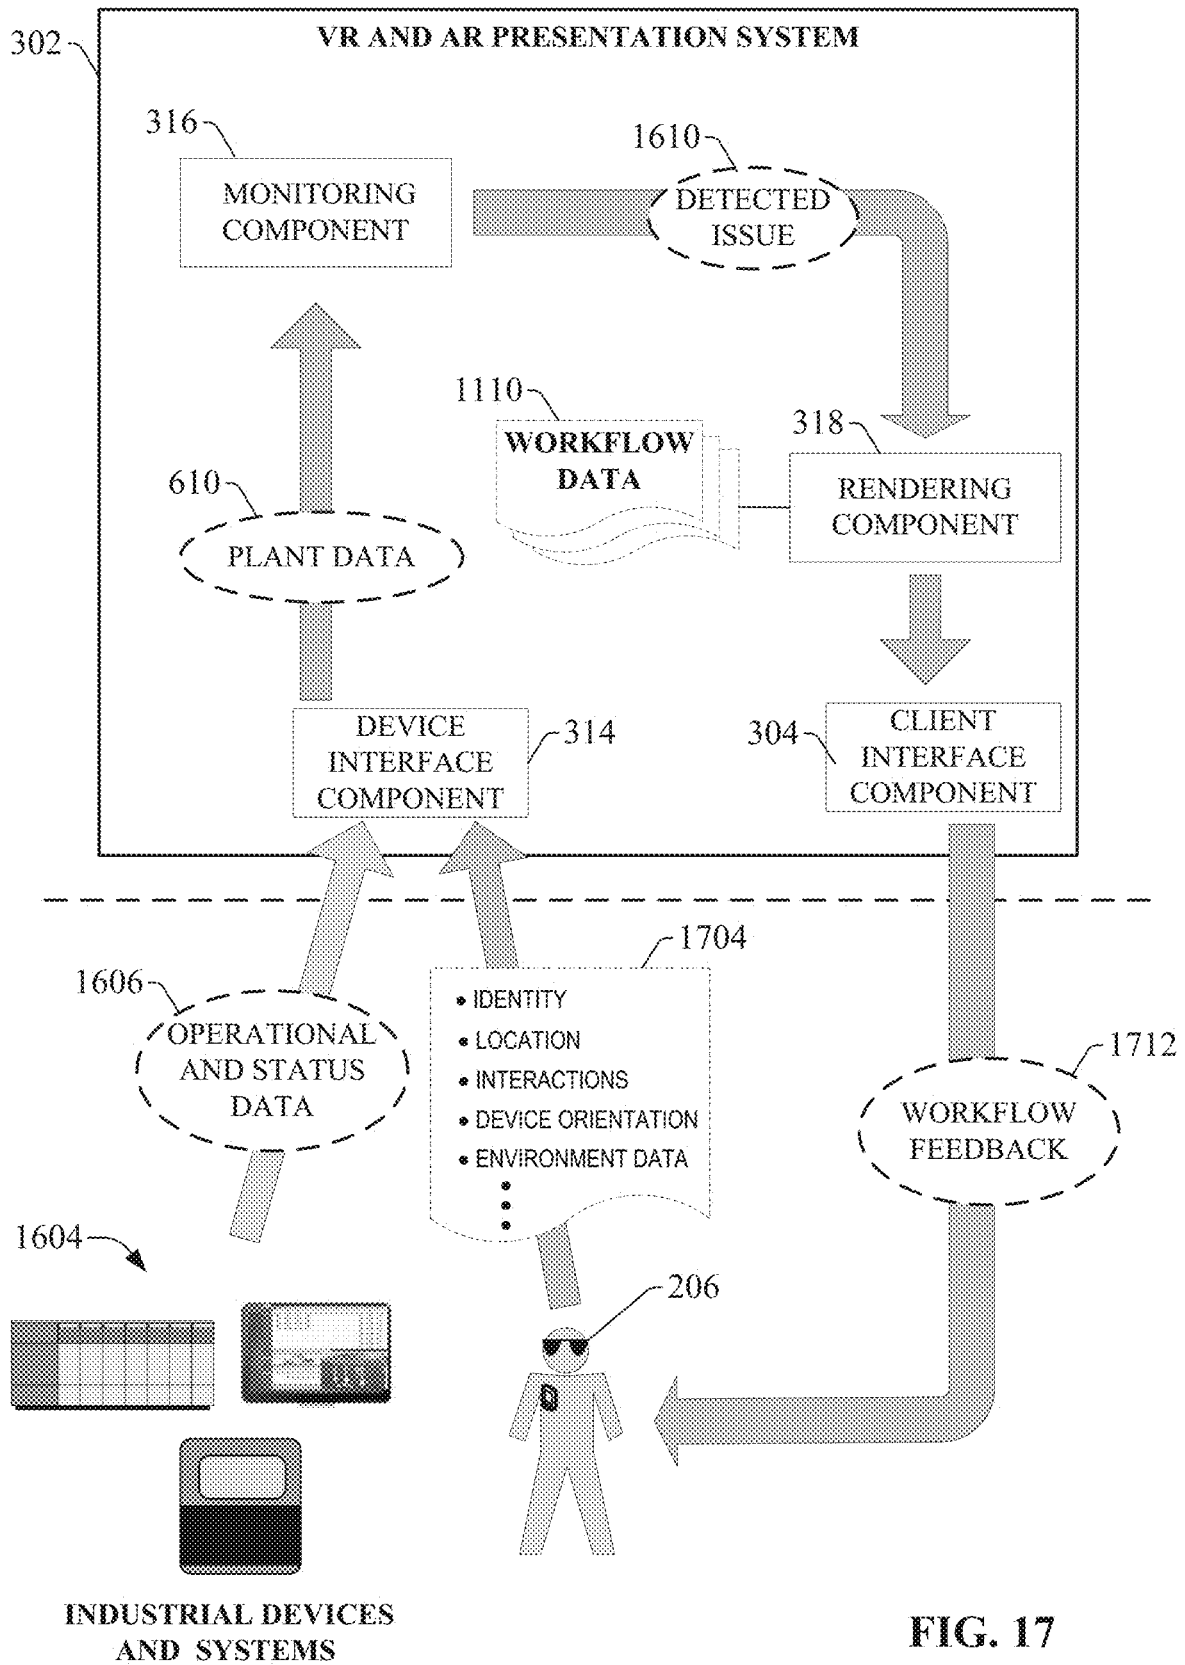 302
VR AND AR PRESENTATION SYSTEM
316
MONITORING
COMPONENT
1610
DETECTED
ISSUE
1110
WORKFLOW
DATA
318
RENDERING
COMPONENT
610
PLANT DATA
DEVICE
INTERFACE
COMPONENT
314
304
CLIENT
INTERFACE
COMPONENT
1606
OPERATIONAL
AND STATUS
DATA
1704
• IDENTITY
• LOCATION
• INTERACTIONS
• DEVICE ORIENTATION
• ENVIRONMENT DATA
1712
WORKFLOW
FEEDBACK
1604
206
INDUSTRIAL DEVICES
AND SYSTEMS
FIG. 17